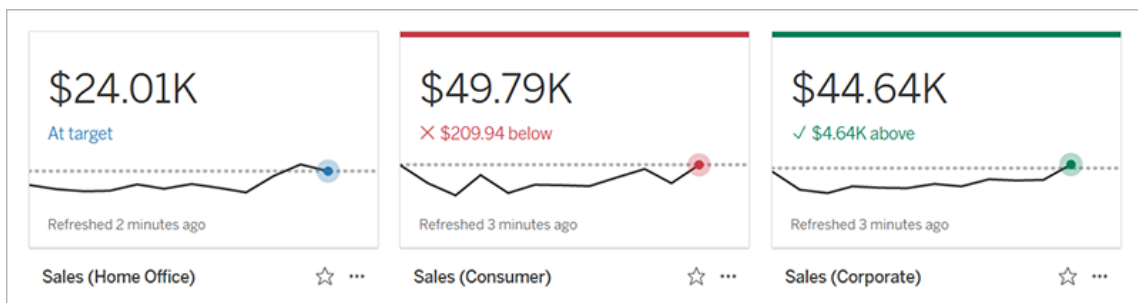 $24.01K
At target
Refreshed 2 minutes ago
Sales (Home Office)
$49.79K
$209.94 below
Refreshed 3 minutes ago
Sales (Consumer)
$44.64K
$4.64K above
Refreshed 3 minutes ago
Sales (Corporate)